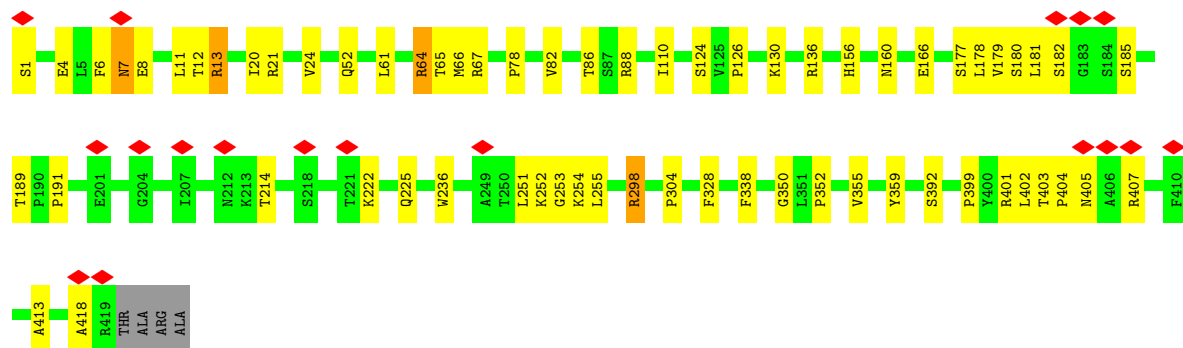 S1 E4 L5 F6 N7 E8 L11 T12 R13 I20 R21 V24 Q52 L61 R64 T65 M66 R67 P78 V82 T86 S87 R88 I110 S124 V125 P126 K130 R136 H156 N160 E166 S177 L178 V179 S180 L181 S182 G183 S184 S185
T189 P190 P191 E201 G204 I207 N212 K213 T214 S218 T221 K222 Q225 W236 A249 T250 L251 K252 G253 K254 L255 R298 P304 F328 F338 G350 L351 P352 V355 Y359 S392 P399 Y400 R401 L402 T403 P404 N405 A406 R407 F410
A413 A418 R419 THR ALA ARG ALA